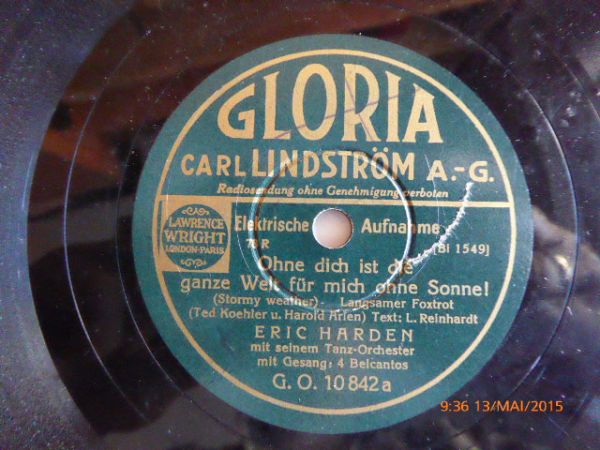 GLORIA
CARL LINDSTRÖM A.-G.
Radiosendung ohne Genehmigung verboten
LAWRENCE
WRIGHT
LONDON-PARIS
Elektrische Aufnahme
78 R [BI 1549]
Ohne dich ist die
ganze Welt für mich ohne Sonne!
(Stormy weather) - Langsamer Foxtrot
(Ted Koehler u. Harold Arlen) Text: L. Reinhardt
ERIC HARDEN
mit seinem Tanz-Orchester
mit Gesang: 4 Belcantos
G. O. 10842a
9:36 13/MAI/2015